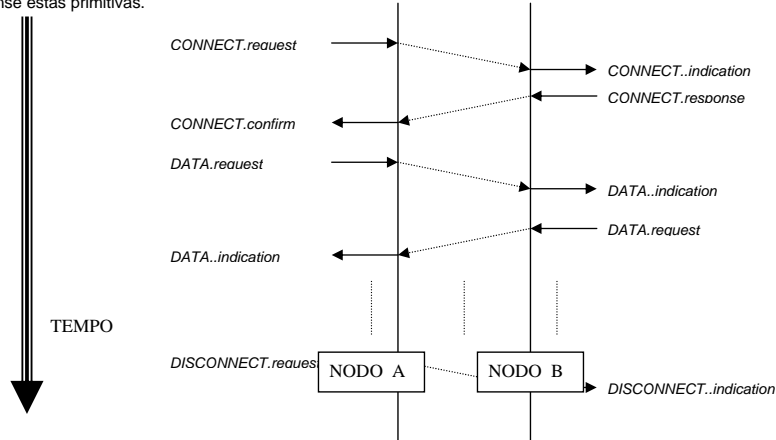 nse estas primitivas.
CONNECT.request
CONNECT..indication
CONNECT.response
CONNECT.confirm
DATA.request
DATA..indication
DATA.request
DATA..indication
TEMPO
DISCONNECT.reques
NODO A
NODO B
DISCONNECT..indication